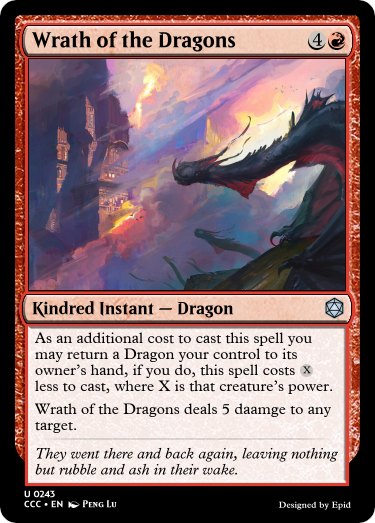 Wrath of the Dragons 4
Kindred Instant — Dragon
As an additional cost to cast this spell you
may return a Dragon your control to its
owner's hand, if you do, this spell costs X
less to cast, where X is that creature's power.
Wrath of the Dragons deals 5 daamge to any
target.
They went there and back again, leaving nothing
but rubble and ash in their wake.
U 0243
CCC • EN Peng Lu
Designed by Epid